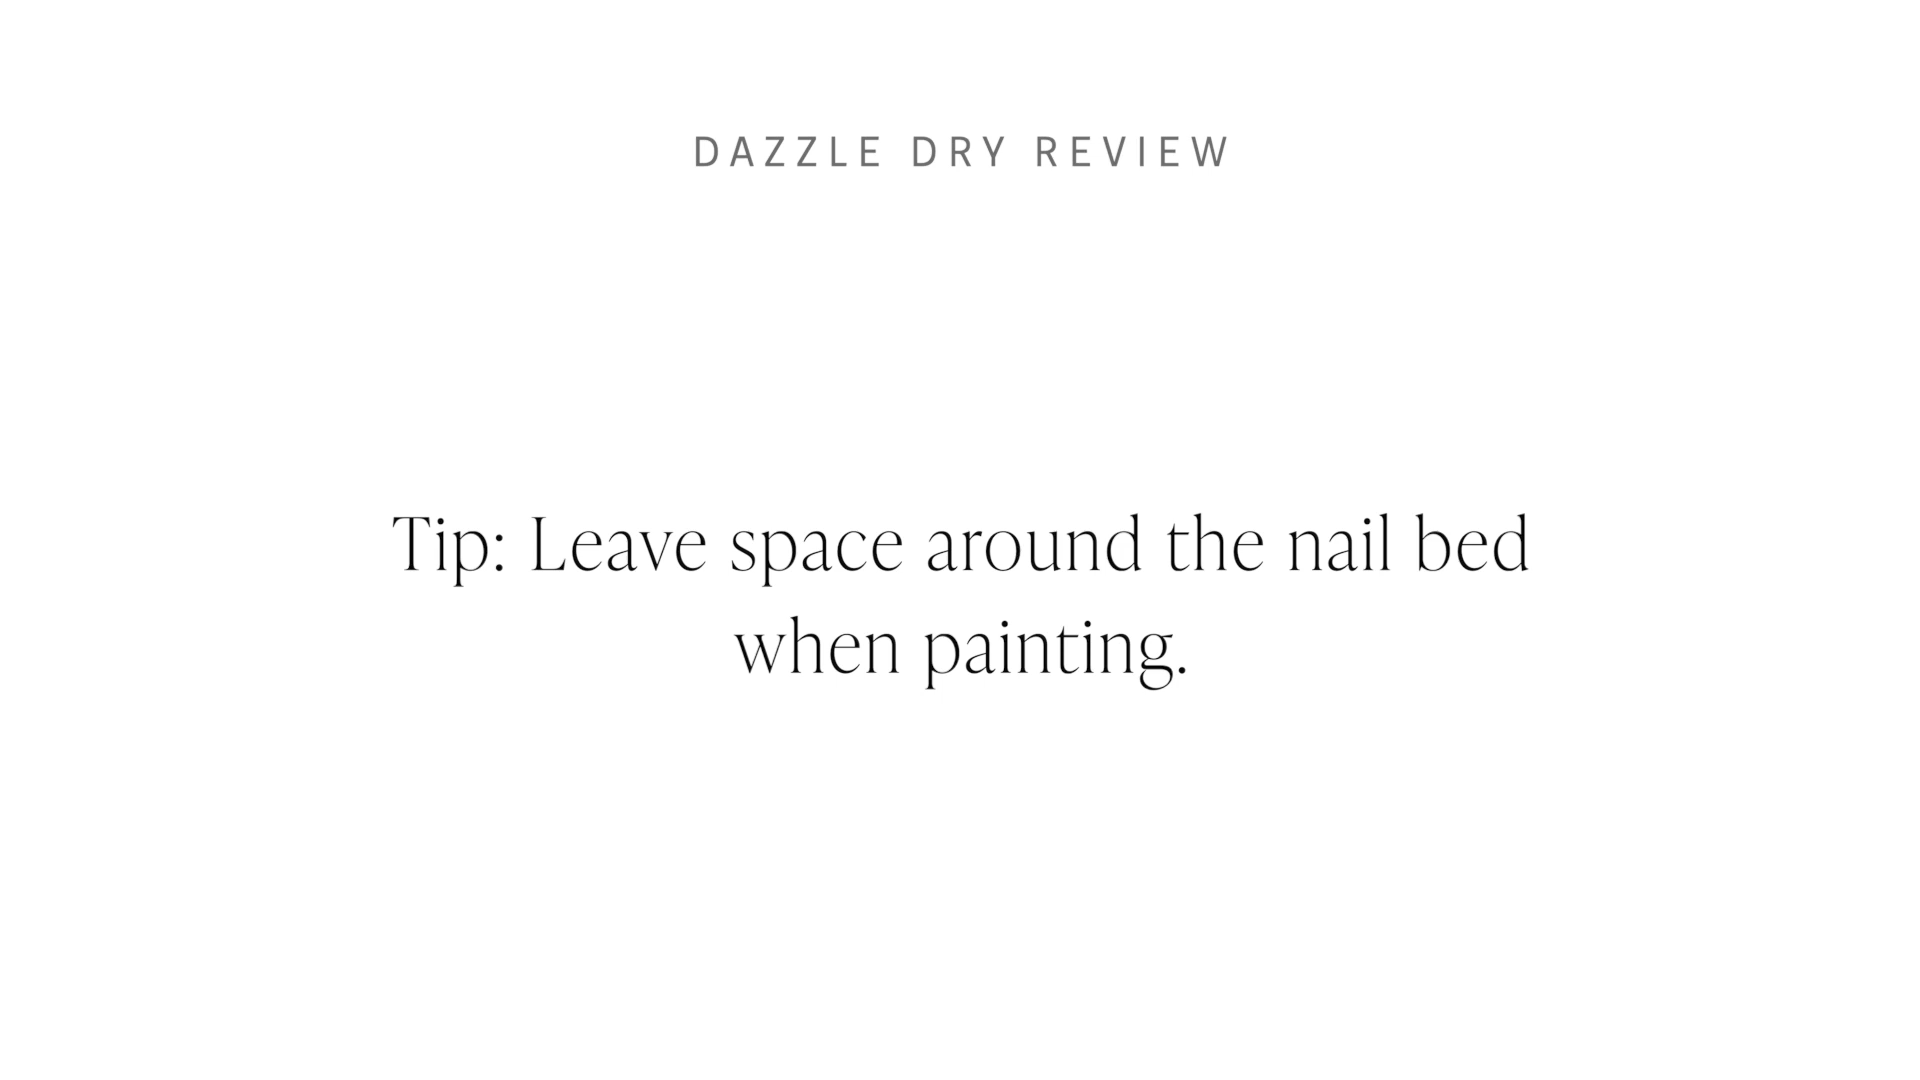 DAZZLE DRY REVIEW
Tip: Leave space around the nail bed
when painting.